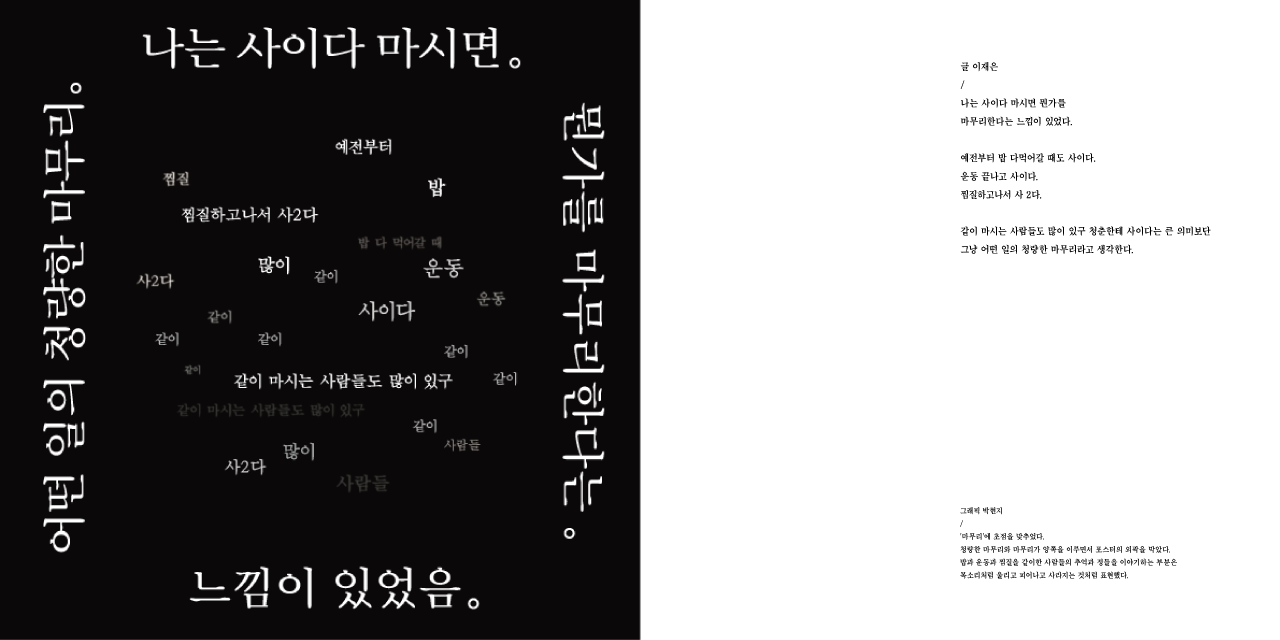 나는 사이다 마시면。
뭔가를 마무리한다는。
느낌이 있었음。
어떤 일의 청량한 마무리。
예전부터
찜질
밥
찜질하고나서 사2다
밥 다 먹어갈 때
많이
같이
운동
사2다
운동
사이다
같이
같이
같이
같이
같이
같이 마시는 사람들도 많이 있구
같이
같이 마시는 사람들도 많이 있구
같이
사람들
많이
사2다
사람들
글 이재은
/
나는 사이다 마시면 뭔가를
마무리한다는 느낌이 있었다.
예전부터 밥 다먹어갈 때도 사이다.
운동 끝나고 사이다.
찜질하고나서 사 2다.
같이 마시는 사람들도 많이 있구 청춘한테 사이다는 큰 의미보단
그냥 어떤 일의 청량한 마무리라고 생각한다.
그래픽 박현지
/
'마무리'에 초점을 맞추었다.
청량한 마무리와 마무리가 양쪽을 이루면서 포스터의 외곽을 막았다.
밥과 운동과 찜질을 같이한 사람들의 추억과 정들을 이야기하는 부분은
목소리처럼 울리고 피어나고 사라지는 것처럼 표현했다.